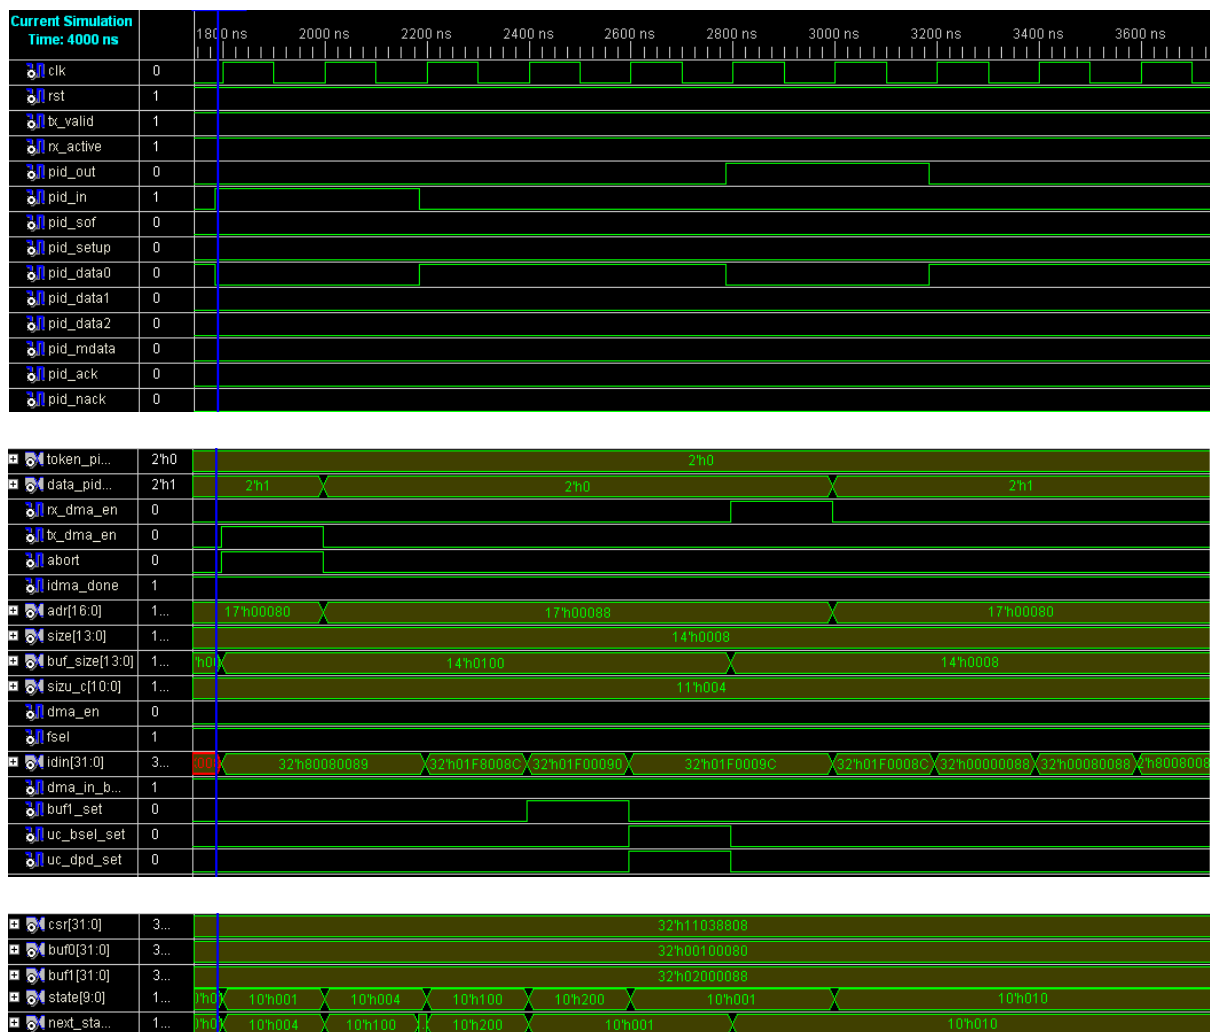 Current Simulation
Time: 4000 ns
1800 ns 2000 ns 2200 ns 2400 ns 2600 ns 2800 ns 3000 ns 3200 ns 3400 ns 3600 ns
clk 0
rst 1
tx_valid 1
rx_active 1
pid_out 0
pid_in 1
pid_sof 0
pid_setup 0
pid_data0 0
pid_data1 0
pid_data2 0
pid_mdata 0
pid_ack 0
pid_nack 0
token_pi... 2'h0 2'h0
data_pid... 2'h1 2'h1 2'h0 2'h1
rx_dma_en 0
tx_dma_en 0
abort 0
idma_done 1
adr[16:0] 1... 17'h00080 17'h00088 17'h00080
size[13:0] 1... 14'h0008
buf_size[13:0] 1... 14'h0100 14'h0008
sizu_c[10:0] 1... 11'h004
dma_en 0
fsel 1
idin[31:0] 3... 32'h80080089 32'h01F8008C 32'h01F00090 32'h01F0009C 32'h01F0008C 32'h00000088 32'h00080088 2'h8008008
dma_in_b... 1
buf1_set 0
uc_bsel_set 0
uc_dpd_set 0
csr[31:0] 3... 32'h11038808
buf0[31:0] 3... 32'h00100080
buf1[31:0] 3... 32'h02000088
state[9:0] 1... 10'h001 10'h004 10'h100 10'h200 10'h001 10'h010
next_sta... 1... 10'h004 10'h100 10'h200 10'h001 10'h010